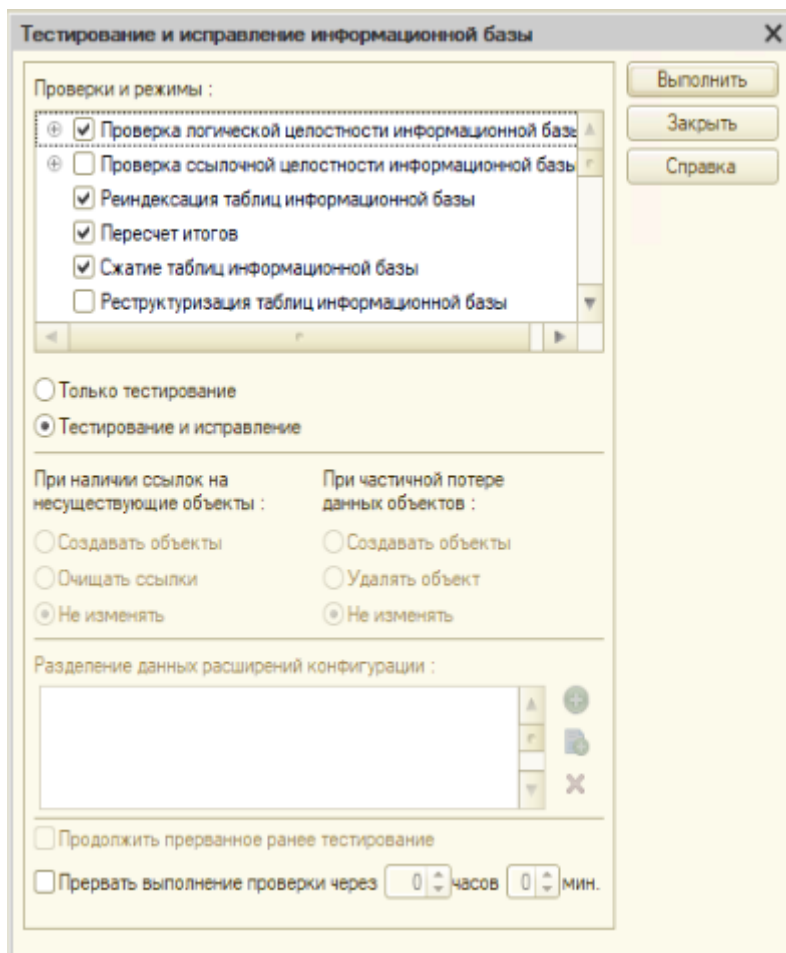 Тестирование и исправление информационной базы
Проверки и режимы :
Проверка логической целостности информационной базы
Проверка ссылочной целостности информационной базы
Реиндексация таблиц информационной базы
Пересчет итогов
Сжатие таблиц информационной базы
Реструктуризация таблиц информационной базы
Выполнить
Закрыть
Справка
Только тестирование
Тестирование и исправление
При наличии ссылок на
несуществующие объекты :
Создавать объекты
Очищать ссылки
Не изменять
При частичной потере
данных объектов :
Создавать объекты
Удалять объект
Не изменять
Разделение данных расширений конфигурации :
Продолжить прерванное ранее тестирование
Прервать выполнение проверки через 0 часов 0 мин.